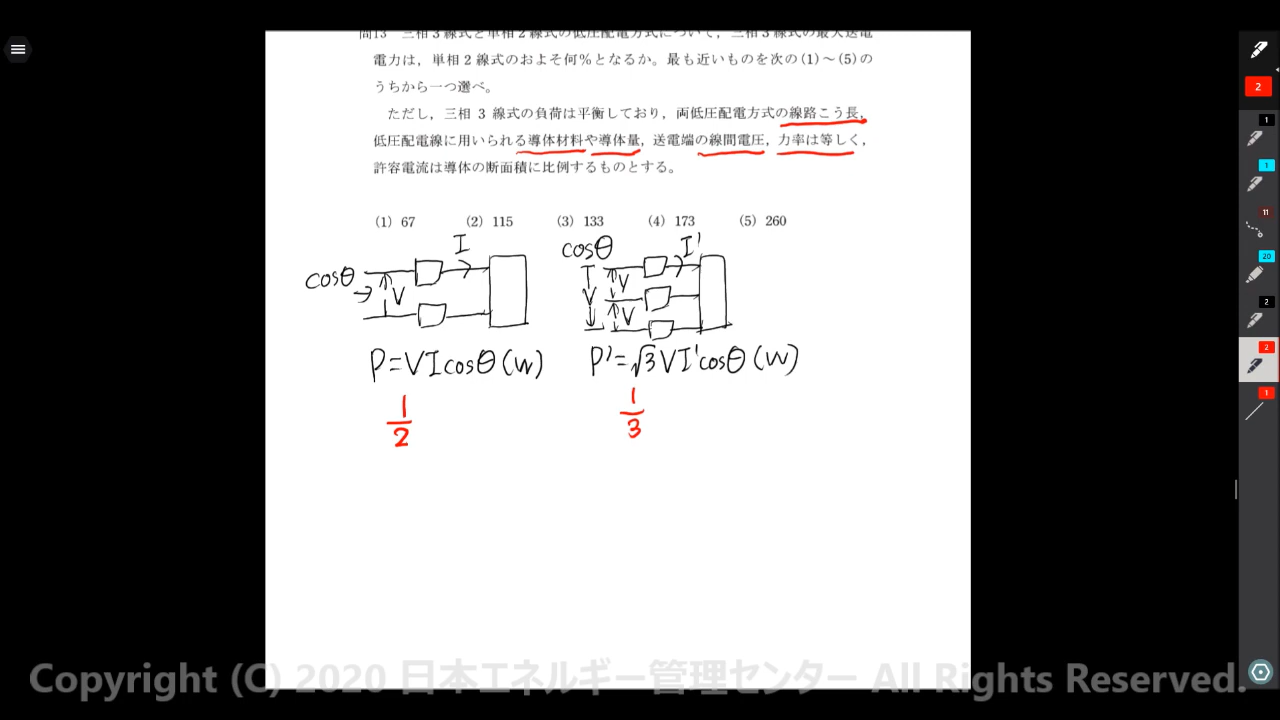 問13 三相3線式と単相2線式の低圧配電方式について，三相3線式の最大送電
電力は，単相2線式のおよそ何％となるか。最も近いものを次の(1)～(5)の
うちから一つ選べ。
ただし，三相 3 線式の負荷は平衡しており，両低圧配電方式の線路こう長，
低圧配電線に用いられる導体材料や導体量，送電端の線間電圧，力率は等しく，
許容電流は導体の断面積に比例するものとする。
(1) 67 (2) 115 (3) 133 (4) 173 (5) 260
I
cosθ
V
cosθ
I'
V
V
V
P=VIcosθ(W)
P'=√3VI'cosθ(W)
1/2
1/3
2
1
1
11
20
2
2
1
Copyright (C) 2020 日本エネルギー管理センター All Rights Reserved.